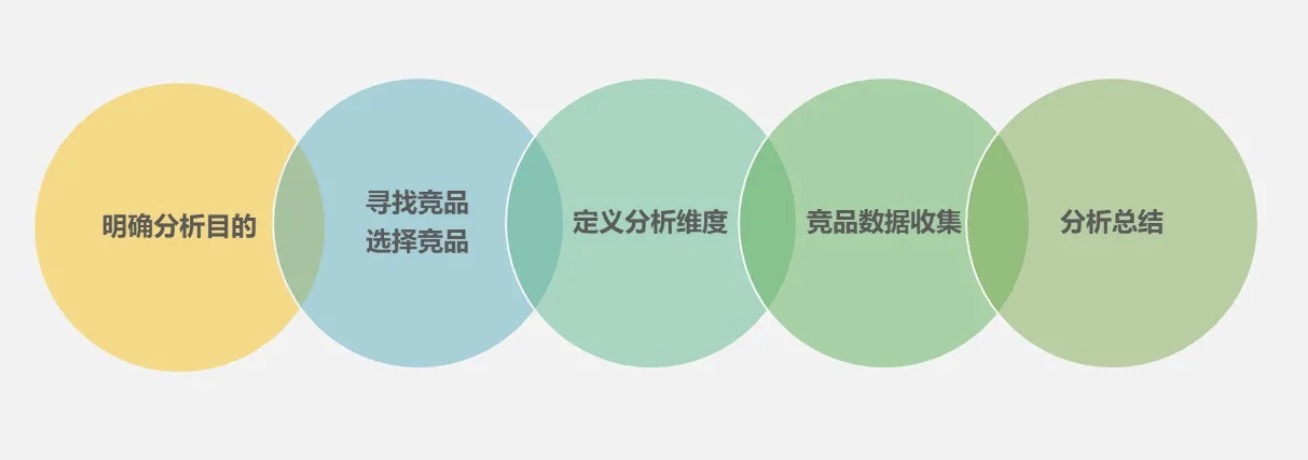 明确分析目的
寻找竞品
选择竞品
定义分析维度
竞品数据收集
分析总结